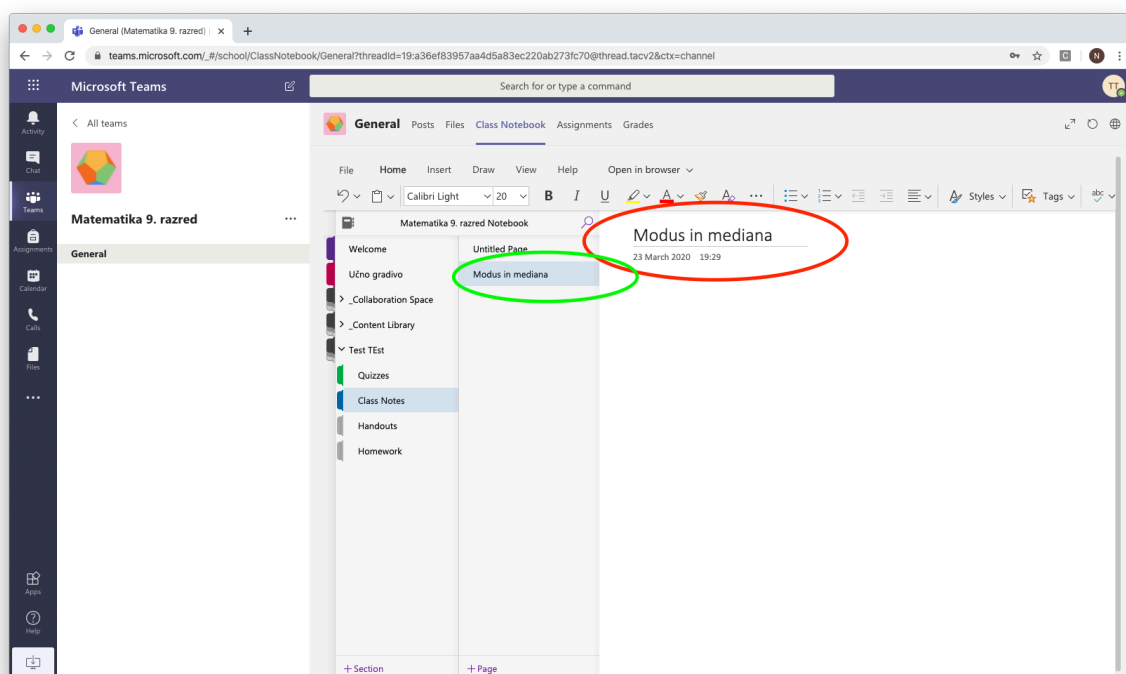 General (Matematika 9. razred) |
teams.microsoft.com/_#/school/ClassNotebook/General?threadId=19:a36ef83957aa4d5a83ec220ab273fc70@thread.tacv2&ctx=channel
C
N
Microsoft Teams
Search for or type a command
TT
Activity
Chat
Teams
Assignments
Calendar
Calls
Files
Apps
Help
All teams
Matematika 9. razred
General
General Posts Files Class Notebook Assignments Grades
File Home Insert Draw View Help Open in browser
Calibri Light 20 B I U A A Styles Tags abc
Matematika 9. razred Notebook
Welcome
Učno gradivo
_Collaboration Space
_Content Library
Test TEst
Quizzes
Class Notes
Handouts
Homework
+ Section
Untitled Page
Modus in mediana
+ Page
Modus in mediana
23 March 2020 19:29